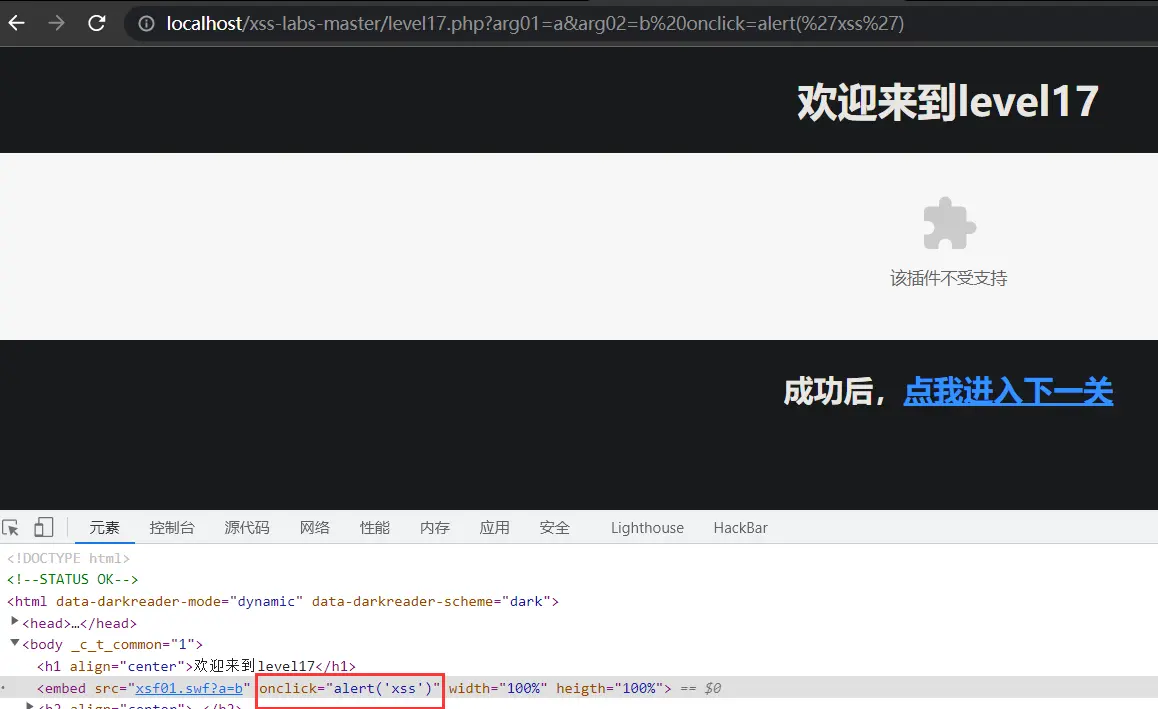 localhost/xss-labs-master/level17.php?arg01=a&arg02=b%20onclick=alert(%27xss%27)
欢迎来到level17
该插件不受支持
成功后，点我进入下一关
元素 控制台 源代码 网络 性能 内存 应用 安全 Lighthouse HackBar
<!DOCTYPE html>
<!--STATUS OK-->
<html data-darkreader-mode="dynamic" data-darkreader-scheme="dark">
<head>…</head>
<body _c_t_common="1">
<h1 align="center">欢迎来到level17</h1>
<embed src="xsf01.swf?a=b" onclick="alert('xss')" width="100%" heigth="100%"> == $0
<h2 align="center">…</h2>